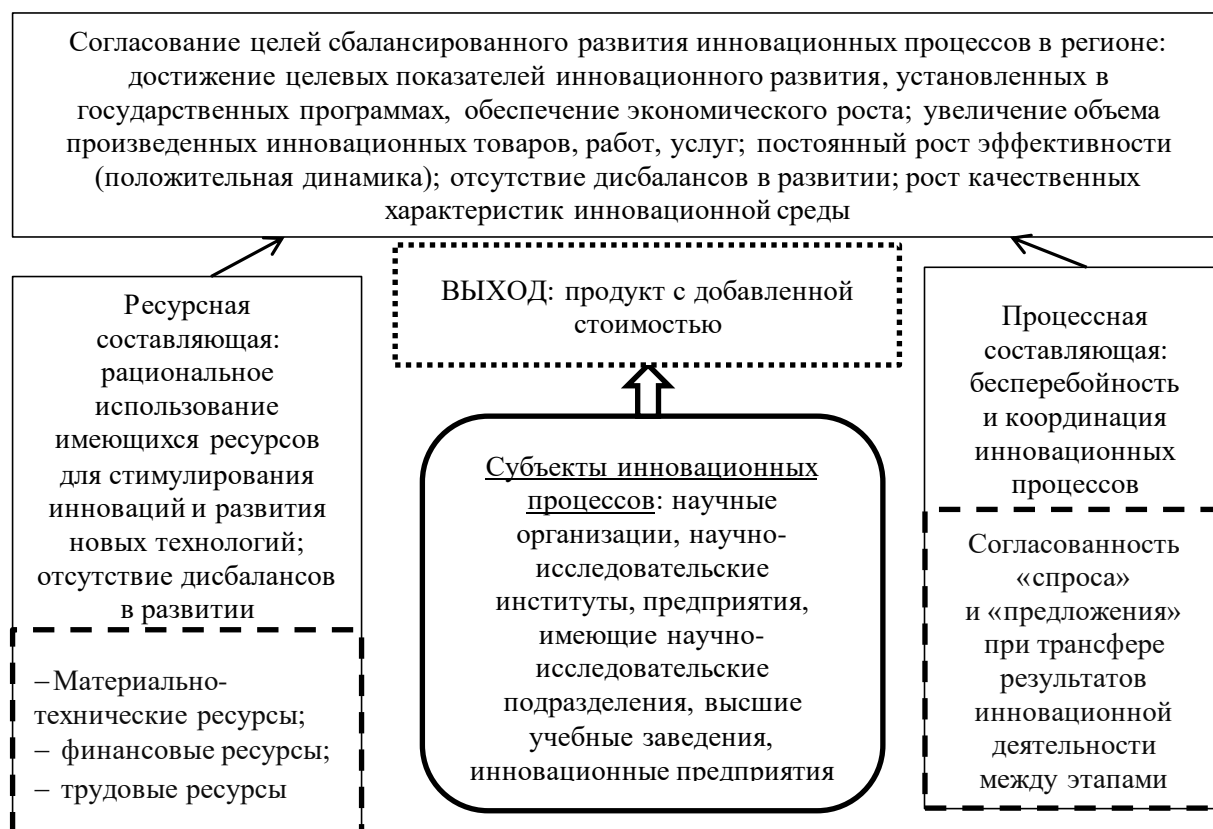 Согласование целей сбалансированного развития инновационных процессов в регионе:
достижение целевых показателей инновационного развития, установленных в
государственных программах, обеспечение экономического роста; увеличение объема
произведенных инновационных товаров, работ, услуг; постоянный рост эффективности
(положительная динамика); отсутствие дисбалансов в развитии; рост качественных
характеристик инновационной среды
Ресурсная
составляющая:
рациональное
использование
имеющихся ресурсов
для стимулирования
инноваций и развития
новых технологий;
отсутствие дисбалансов
в развитии
– Материально-
технические ресурсы;
– финансовые ресурсы;
– трудовые ресурсы
ВЫХОД: продукт с добавленной
стоимостью
Субъекты инновационных
процессов: научные
организации, научно-
исследовательские
институты, предприятия,
имеющие научно-
исследовательские
подразделения, высшие
учебные заведения,
инновационные предприятия
Процессная
составляющая:
бесперебойность
и координация
инновационных
процессов
Согласованность
«спроса»
и «предложения»
при трансфере
результатов
инновационной
деятельности
между этапами